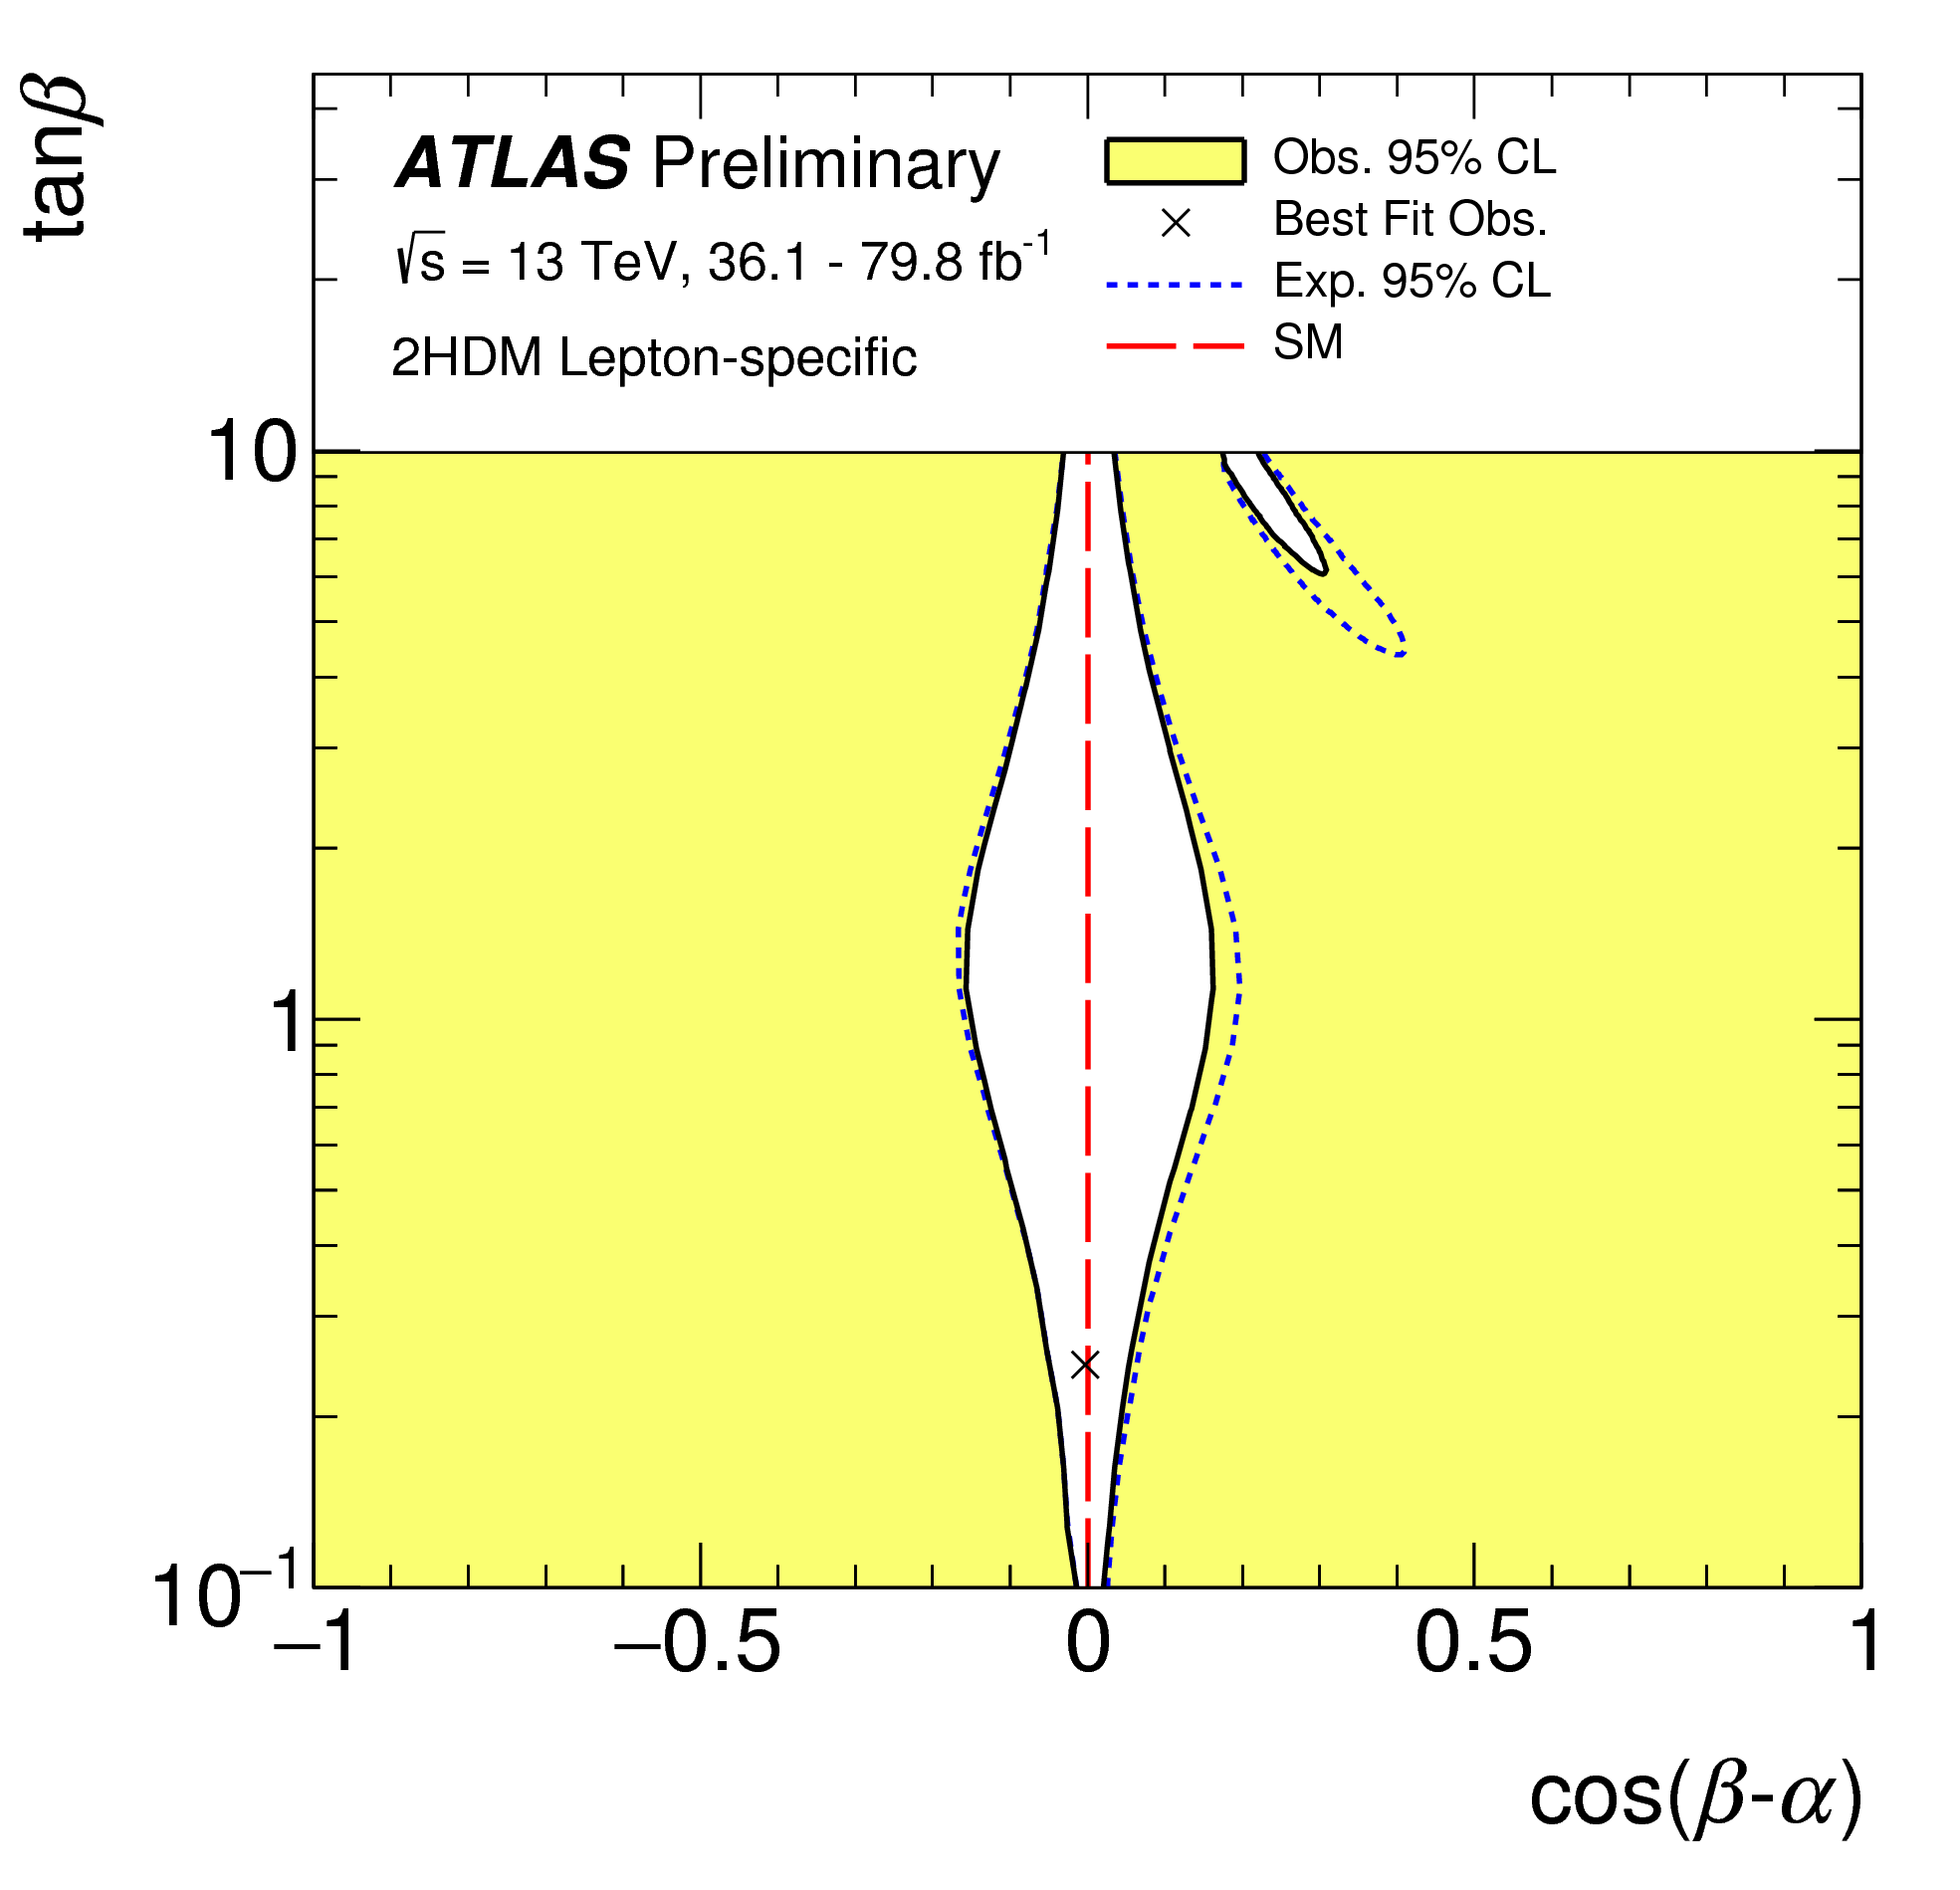 tanβ
ATLAS Preliminary
√s = 13 TeV, 36.1 - 79.8 fb⁻¹
2HDM Lepton-specific
Obs. 95% CL
Best Fit Obs.
Exp. 95% CL
SM
10
1
10⁻¹
−1 −0.5 0 0.5 1
cos(β-α)